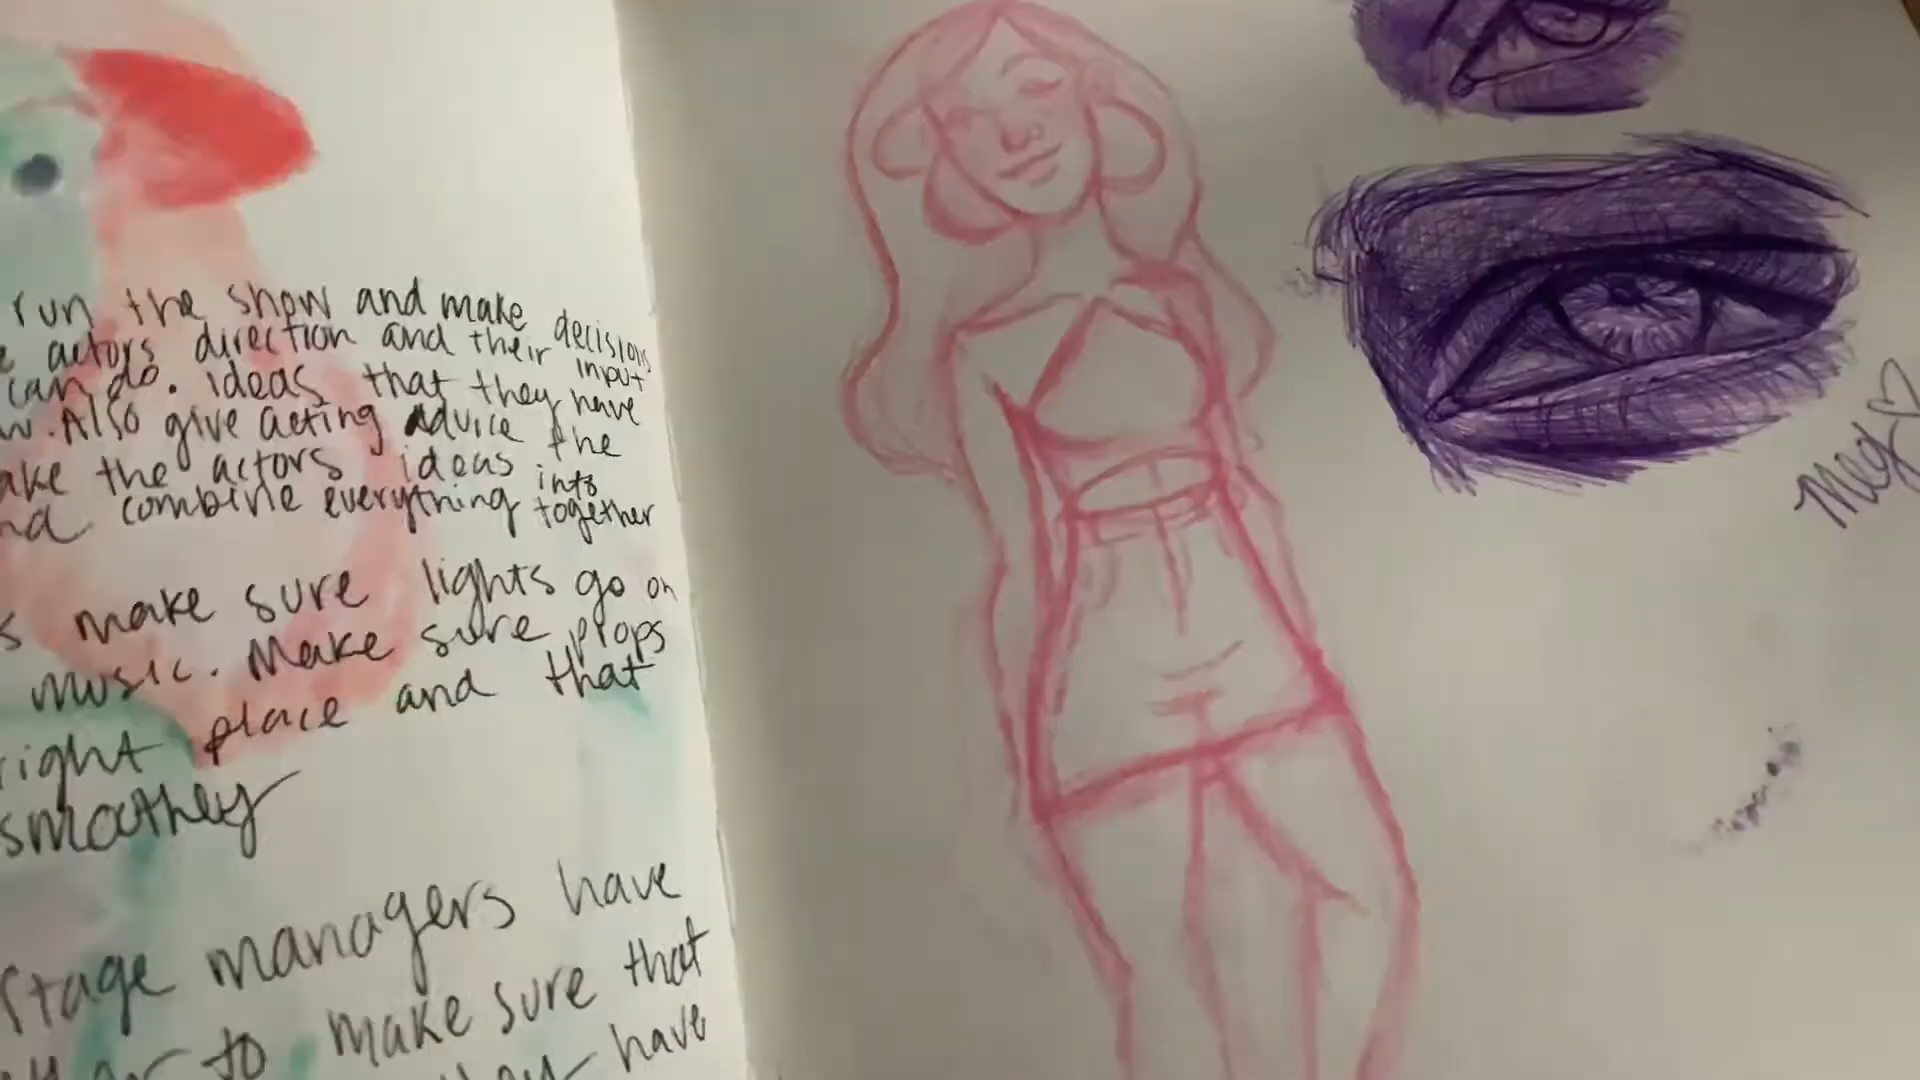 run the show and make decisions
actors direction and their input
can do. ideas that they have
Also give acting advice the
the actors ideas into
combine everything together
make sure lights go on
music. Make sure props
right place and that
smoothey
Stage managers have
to make sure that
have
Meg